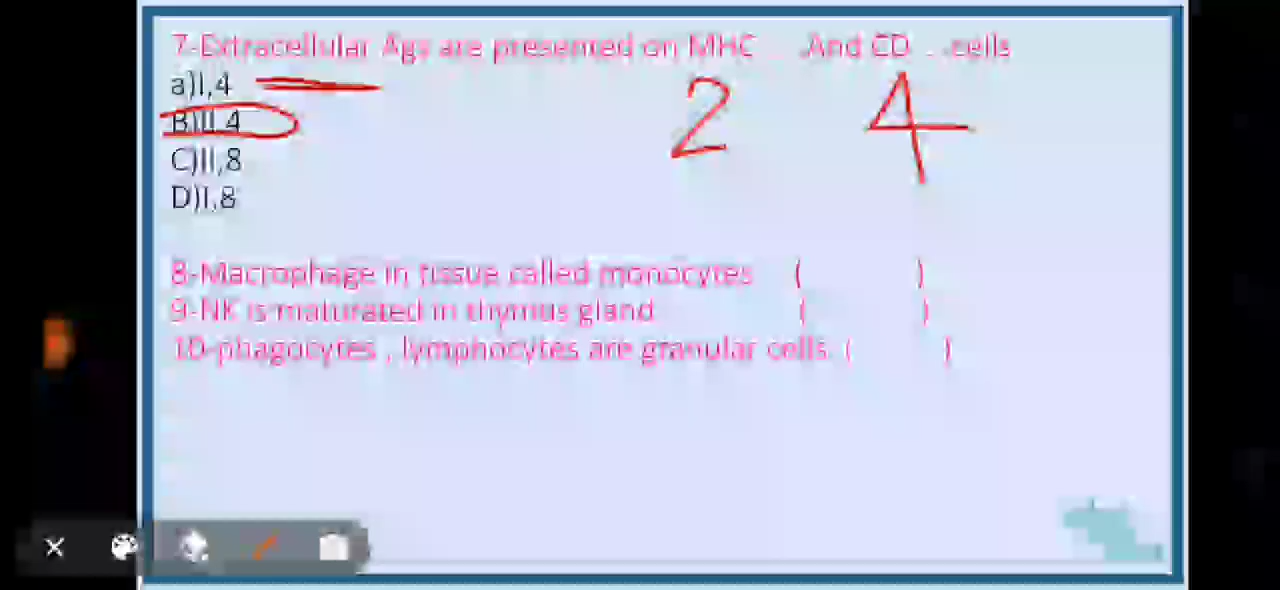 7-Extracellular Ags are presented on MHC . .And CD . .cells
a)I,4
B)II,4
C)II,8
D)I,8
2 4
8-Macrophage in tissue called monocytes ( )
9-NK is maturated in thymus gland ( )
10-phagocytes , lymphocytes are granular cells ( )